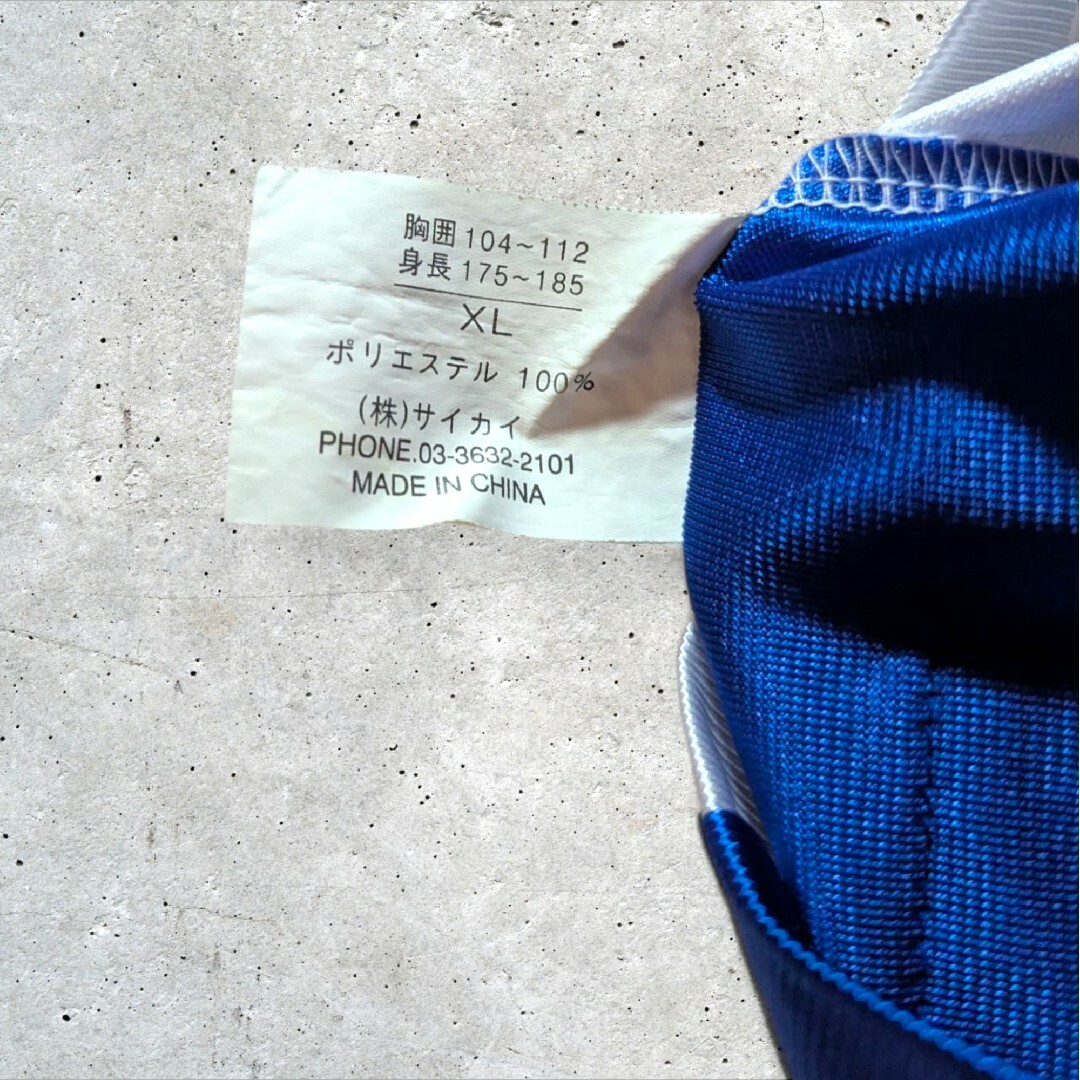 胸囲 104~112
身長 175~185
XL
ポリエステル 100%
(株)サイカイ
PHONE.03-3632-2101
MADE IN CHINA